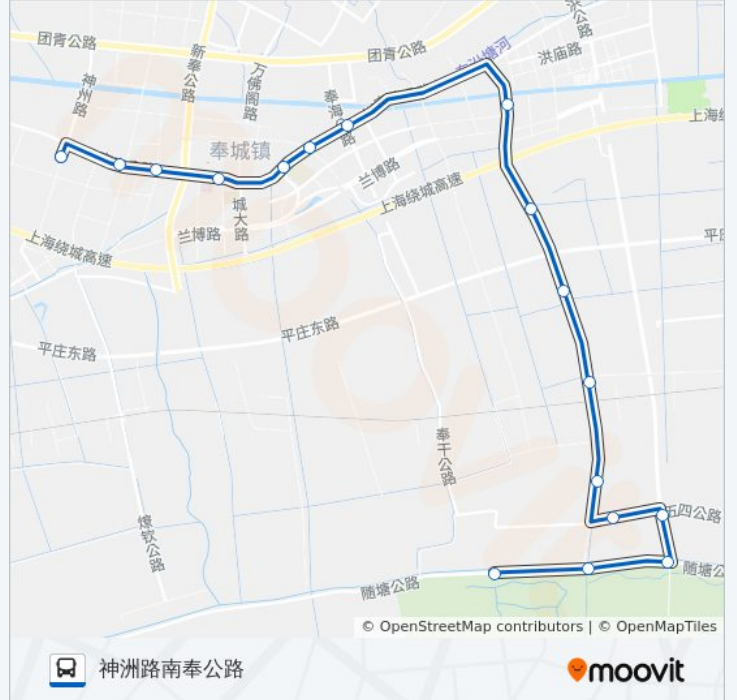 团青公路
新奉公路
神州路
万佛阁路
奉海
路
团青公路
洪庙路
公路
奉城镇
兰博路
上海绕城高速
上海绕
城大路
兰博路
上海绕城高速
平庄东路
平庄东路
平庄
奉干公路
燎钦公路
五四公路
随塘公路
随塘公
© OpenStreetMap contributors | © OpenMapTiles
神洲路南奉公路
moovit